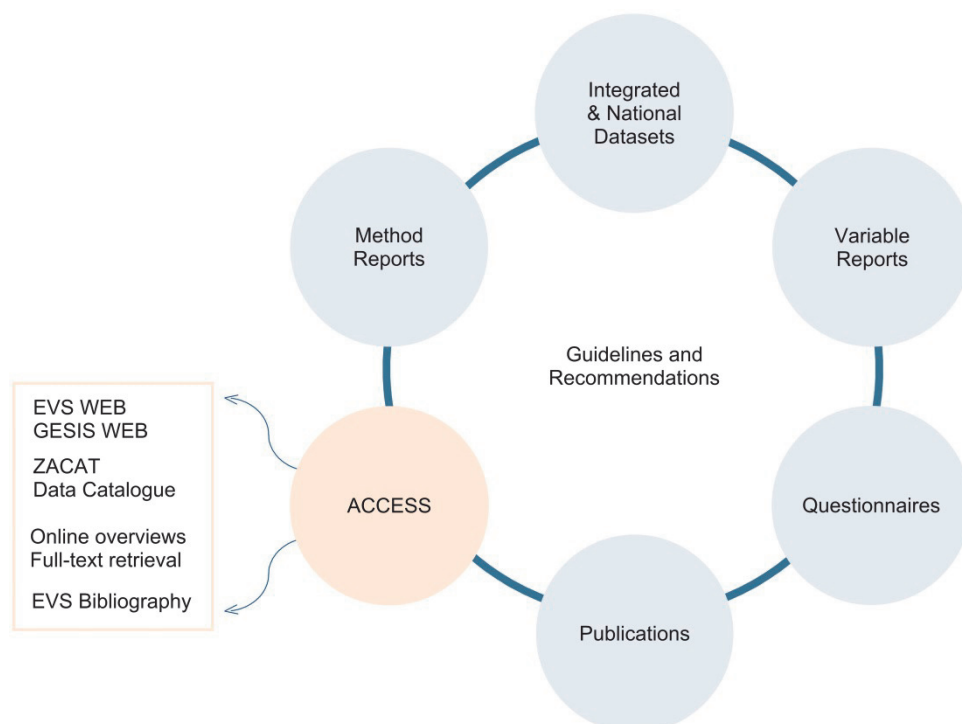 Integrated
& National
Datasets
Method
Reports
Variable
Reports
Guidelines and
Recommendations
EVS WEB
GESIS WEB
ZACAT
Data Catalogue
Online overviews
Full-text retrieval
EVS Bibliography
ACCESS
Questionnaires
Publications